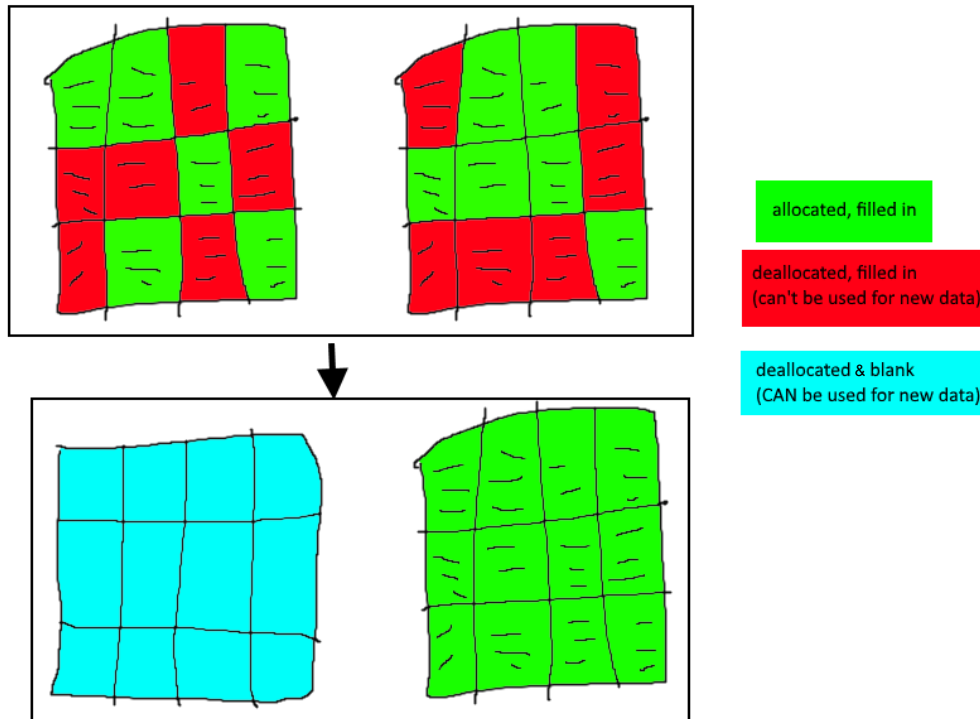 allocated, filled in
deallocated, filled in
(can't be used for new data)
deallocated & blank
(CAN be used for new data)